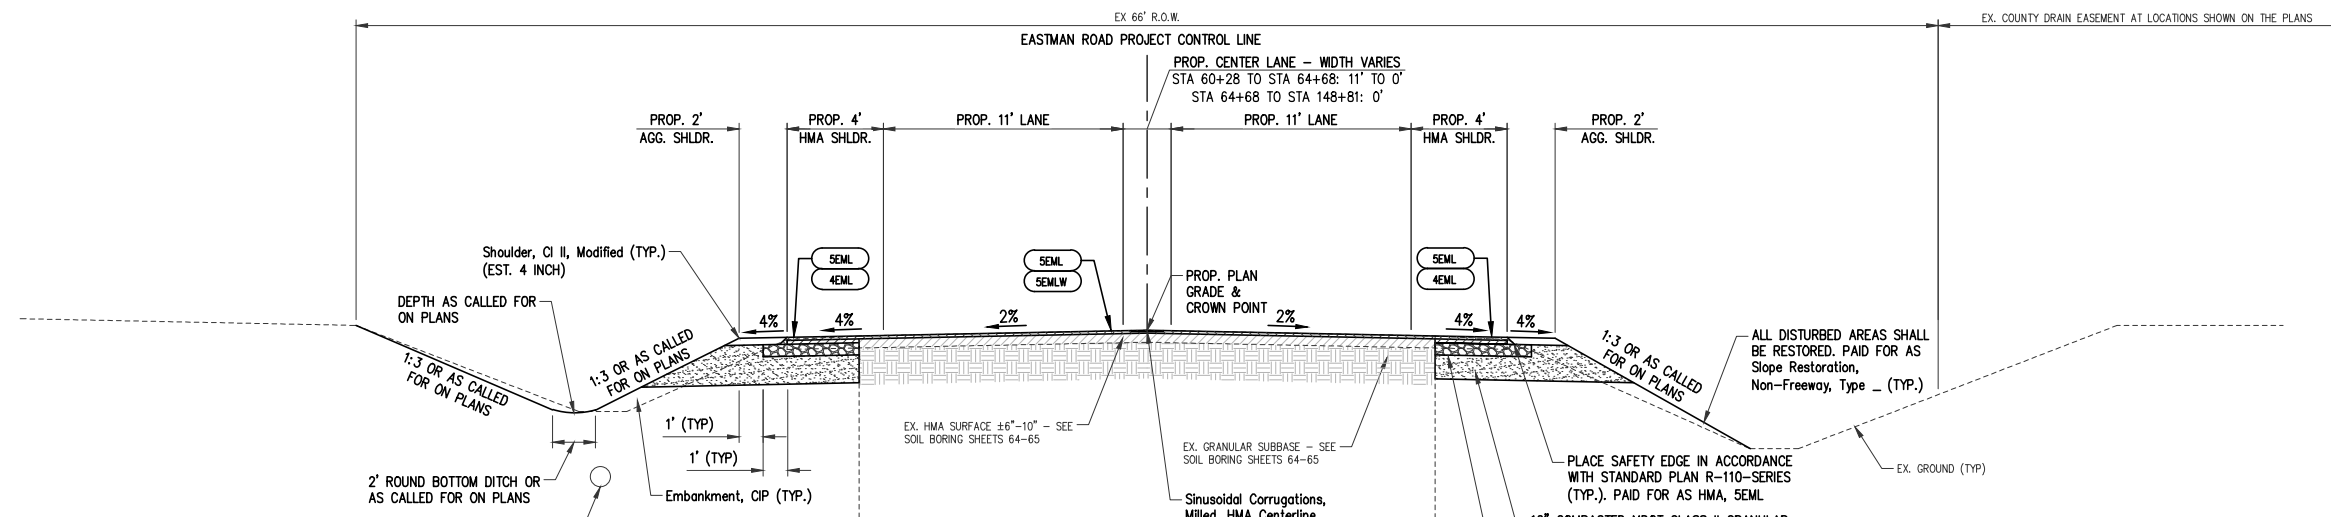 EX 66' R.O.W.
EX. COUNTY DRAIN EASEMENT AT LOCATIONS SHOWN ON THE PLANS
EASTMAN ROAD PROJECT CONTROL LINE
PROP. CENTER LANE – WIDTH VARIES
STA 60+28 TO STA 64+68: 11' TO 0'
STA 64+68 TO STA 148+81: 0'
PROP. 2'
AGG. SHLDR.
PROP. 4'
HMA SHLDR.
PROP. 11' LANE
PROP. 11' LANE
PROP. 4'
HMA SHLDR.
PROP. 2'
AGG. SHLDR.
Shoulder, Cl II, Modified (TYP.)
(EST. 4 INCH)
5EML
4EML
5EML
5EMLW
5EML
4EML
PROP. PLAN
GRADE &
CROWN POINT
DEPTH AS CALLED FOR
ON PLANS
4%
4%
2%
2%
4%
4%
1:3 OR AS CALLED
FOR ON PLANS
1:3 OR AS CALLED
FOR ON PLANS
1:3 OR AS CALLED
FOR ON PLANS
ALL DISTURBED AREAS SHALL
BE RESTORED. PAID FOR AS
Slope Restoration,
Non-Freeway, Type _ (TYP.)
1' (TYP)
1' (TYP)
EX. HMA SURFACE ±6"-10" – SEE
SOIL BORING SHEETS 64-65
EX. GRANULAR SUBBASE – SEE
SOIL BORING SHEETS 64-65
2' ROUND BOTTOM DITCH OR
AS CALLED FOR ON PLANS
Embankment, CIP (TYP.)
PLACE SAFETY EDGE IN ACCORDANCE
WITH STANDARD PLAN R-110-SERIES
(TYP.). PAID FOR AS HMA, 5EML
EX. GROUND (TYP)
Sinusoidal Corrugations,
Milled, HMA Centerline